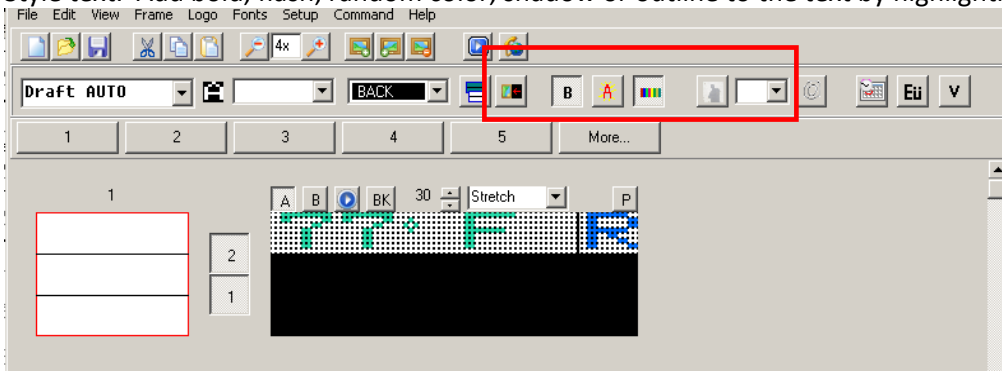 style text. Add bold, flash, random color, shadow or outline to the text by highlight
File Edit View Frame Logo Fonts Setup Command Help
4x
Draft AUTO BACK B A Eü V
1 2 3 4 5 More...
1 A B BK 30 Stretch P
77° F R
2
1